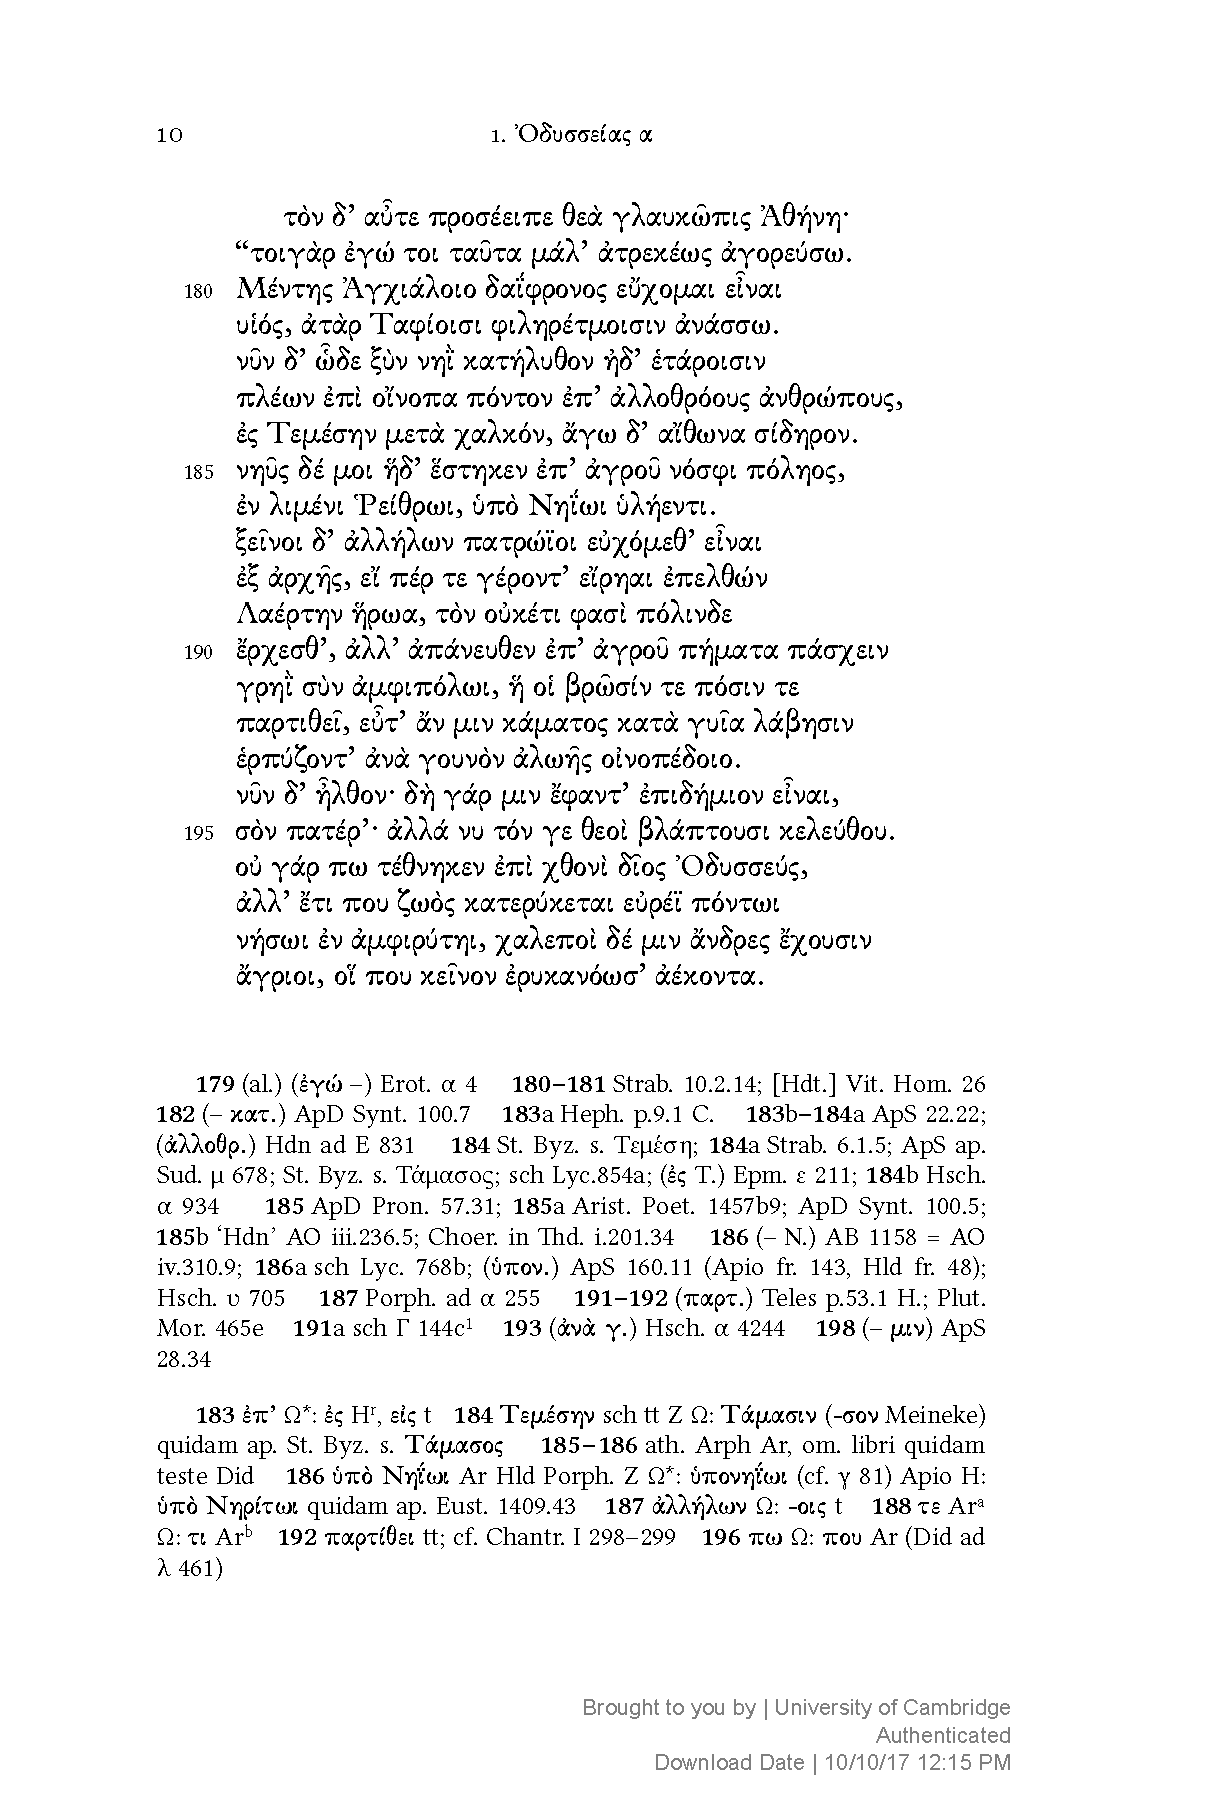 10 1. Ὀδυσσείας α
τὸν δ’ αὖτε προσέειπε θεὰ γλαυκῶπις Ἀθήνη·
“τοιγὰρ ἐγώ τοι ταῦτα μάλ’ ἀτρεκέως ἀγορεύσω.
180 Μέντης Ἀγχιάλοιο δαΐφρονος εὔχομαι εἶναι
υἱός, ἀτὰρ Ταφίοισι φιληρέτμοισιν ἀνάσσω.
νῦν δ’ ὧδε ξὺν νηῒ κατήλυθον ἠδ’ ἑτάροισιν
πλέων ἐπὶ οἴνοπα πόντον ἐπ’ ἀλλοθρόους ἀνθρώπους,
ἐς Τεμέσην μετὰ χαλκόν, ἄγω δ’ αἴθωνα σίδηρον.
185 νηῦς δέ μοι ἥδ’ ἕστηκεν ἐπ’ ἀγροῦ νόσφι πόληος,
ἐν λιμένι Ῥείθρωι, ὑπὸ Νηΐωι ὑλήεντι.
ξεῖνοι δ’ ἀλλήλων πατρώϊοι εὐχόμεθ’ εἶναι
ἐξ ἀρχῆς, εἴ πέρ τε γέροντ’ εἴρηαι ἐπελθών
Λαέρτην ἥρωα, τὸν οὐκέτι φασὶ πόλινδε
190 ἔρχεσθ’, ἀλλ’ ἀπάνευθεν ἐπ’ ἀγροῦ πήματα πάσχειν
γρηῒ σὺν ἀμφιπόλωι, ἥ οἱ βρῶσίν τε πόσιν τε
παρτιθεῖ, εὖτ’ ἄν μιν κάματος κατὰ γυῖα λάβησιν
ἑρπύζοντ’ ἀνὰ γουνὸν ἀλωῆς οἰνοπέδοιο.
νῦν δ’ ἦλθον· δὴ γάρ μιν ἔφαντ’ ἐπιδήμιον εἶναι,
195 σὸν πατέρ’· ἀλλά νυ τόν γε θεοὶ βλάπτουσι κελεύθου.
οὐ γάρ πω τέθνηκεν ἐπὶ χθονὶ δῖος Ὀδυσσεύς,
ἀλλ’ ἔτι που ζωὸς κατερύκεται εὐρέϊ πόντωι
νήσωι ἐν ἀμφιρύτηι, χαλεποὶ δέ μιν ἄνδρες ἔχουσιν
ἄγριοι, οἵ που κεῖνον ἐρυκανόωσ’ ἀέκοντα.
179 (al.) (ἐγώ –) Erot. α 4 180–181 Strab. 10.2.14; [Hdt.] Vit. Hom. 26
182 (– κατ.) ApD Synt. 100.7 183a Heph. p.9.1 C. 183b–184a ApS 22.22;
(ἀλλοθρ.) Hdn ad E 831 184 St. Byz. s. Τεμέση; 184a Strab. 6.1.5; ApS ap.
Sud. μ 678; St. Byz. s. Τάμασος; sch Lyc.854a; (ἐς Τ.) Epm. ε 211; 184b Hsch.
α 934 185 ApD Pron. 57.31; 185a Arist. Poet. 1457b9; ApD Synt. 100.5;
185b ‘Hdn’ AO iii.236.5; Choer. in Thd. i.201.34 186 (– Ν.) AB 1158 = AO
iv.310.9; 186a sch Lyc. 768b; (ὑπον.) ApS 160.11 (Apio fr. 143, Hld fr. 48);
Hsch. υ 705 187 Porph. ad α 255 191–192 (παρτ.) Teles p.53.1 H.; Plut.
Mor. 465e 191a sch Γ 144c¹ 193 (ἀνὰ γ.) Hsch. α 4244 198 (– μιν) ApS
28.34
183 ἐπ’ Ω*: ἐς Hʳ, εἰς t 184 Τεμέσην sch tt Z Ω: Τάμασιν (-σον Meineke)
quidam ap. St. Byz. s. Τάμασος 185–186 ath. Arph Ar, om. libri quidam
teste Did 186 ὑπὸ Νηΐωι Ar Hld Porph. Z Ω*: ὑπονηΐωι (cf. γ 81) Apio H:
ὑπὸ Νηρίτωι quidam ap. Eust. 1409.43 187 ἀλλήλων Ω: -οις t 188 τε Arᵃ
Ω: τι Arᵇ 192 παρτίθει tt; cf. Chantr. I 298–299 196 πω Ω: που Ar (Did ad
λ 461)
Brought to you by | University of Cambridge
Authenticated
Download Date | 10/10/17 12:15 PM